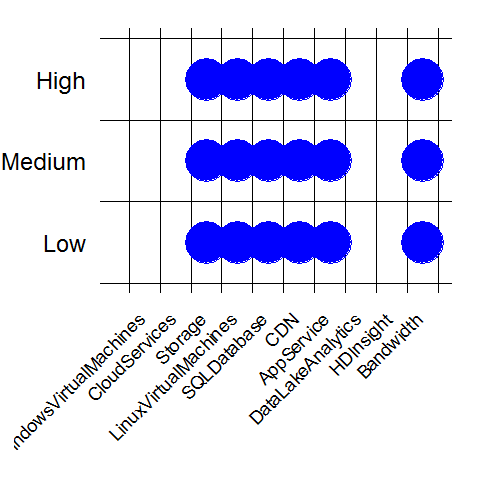 High
Medium
Low
ndowsVirtualMachines
CloudServices
Storage
LinuxVirtualMachines
SQLDatabase
CDN
AppService
DataLakeAnalytics
HDInsight
Bandwidth